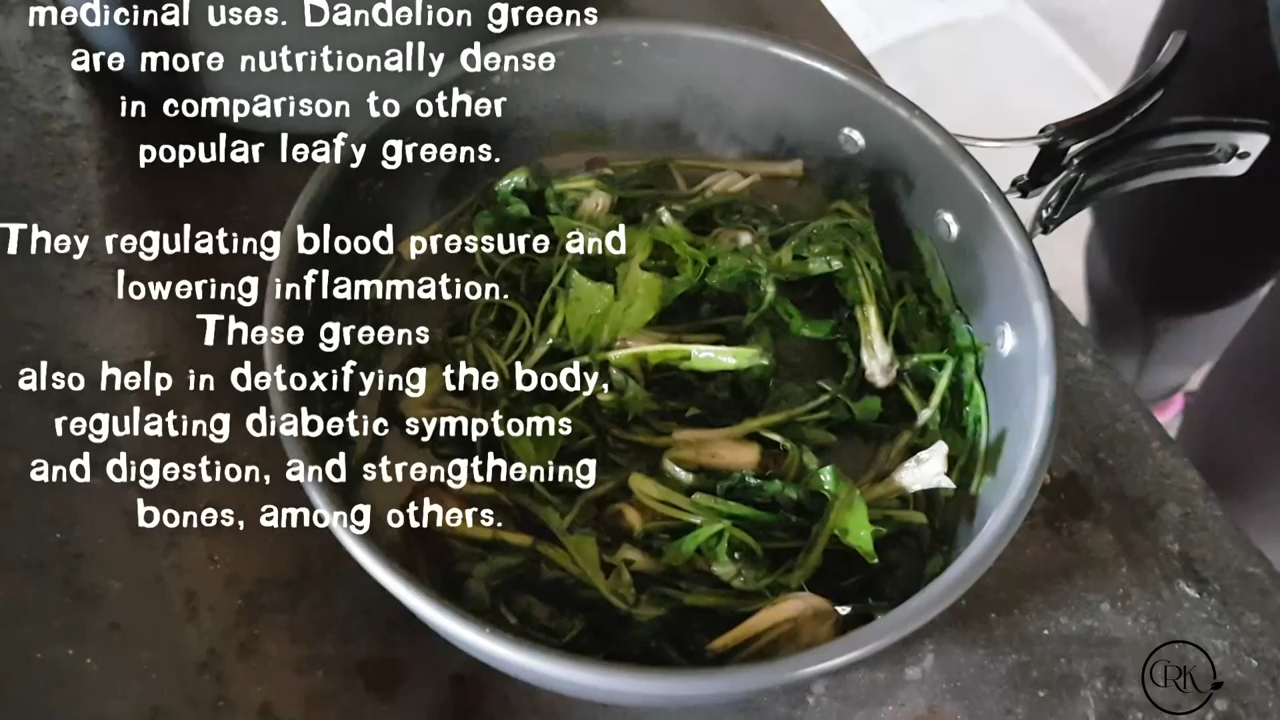 medicinal uses. Dandelion greens
are more nutritionally dense
in comparison to other
popular leafy greens.
They regulating blood pressure and
lowering inflammation.
These greens
also help in detoxifying the body,
regulating diabetic symptoms
and digestion, and strengthening
bones, among others.
CRK